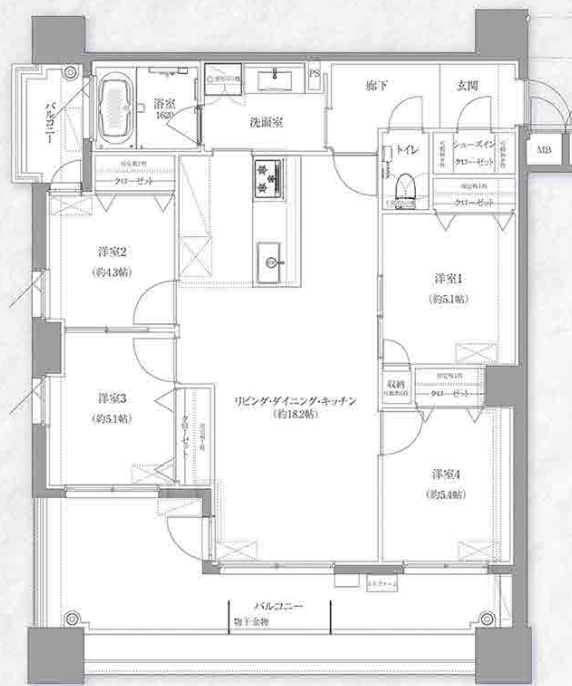 バルコニー
浴室
1620
洗面室
PS
廊下
玄関
トイレ
シューズイン
クローゼット
MB
クローゼット
クローゼット
洋室2
(約4.3帖)
洋室1
(約5.1帖)
洋室3
(約5.1帖)
クローゼット
リビング・ダイニング・キッチン
(約18.2帖)
収納
クローゼット
洋室4
(約5.4帖)
バルコニー
物干金物